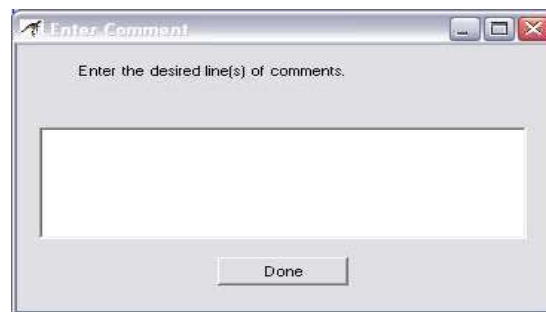 Enter Comment
Enter the desired line(s) of comments.
Done